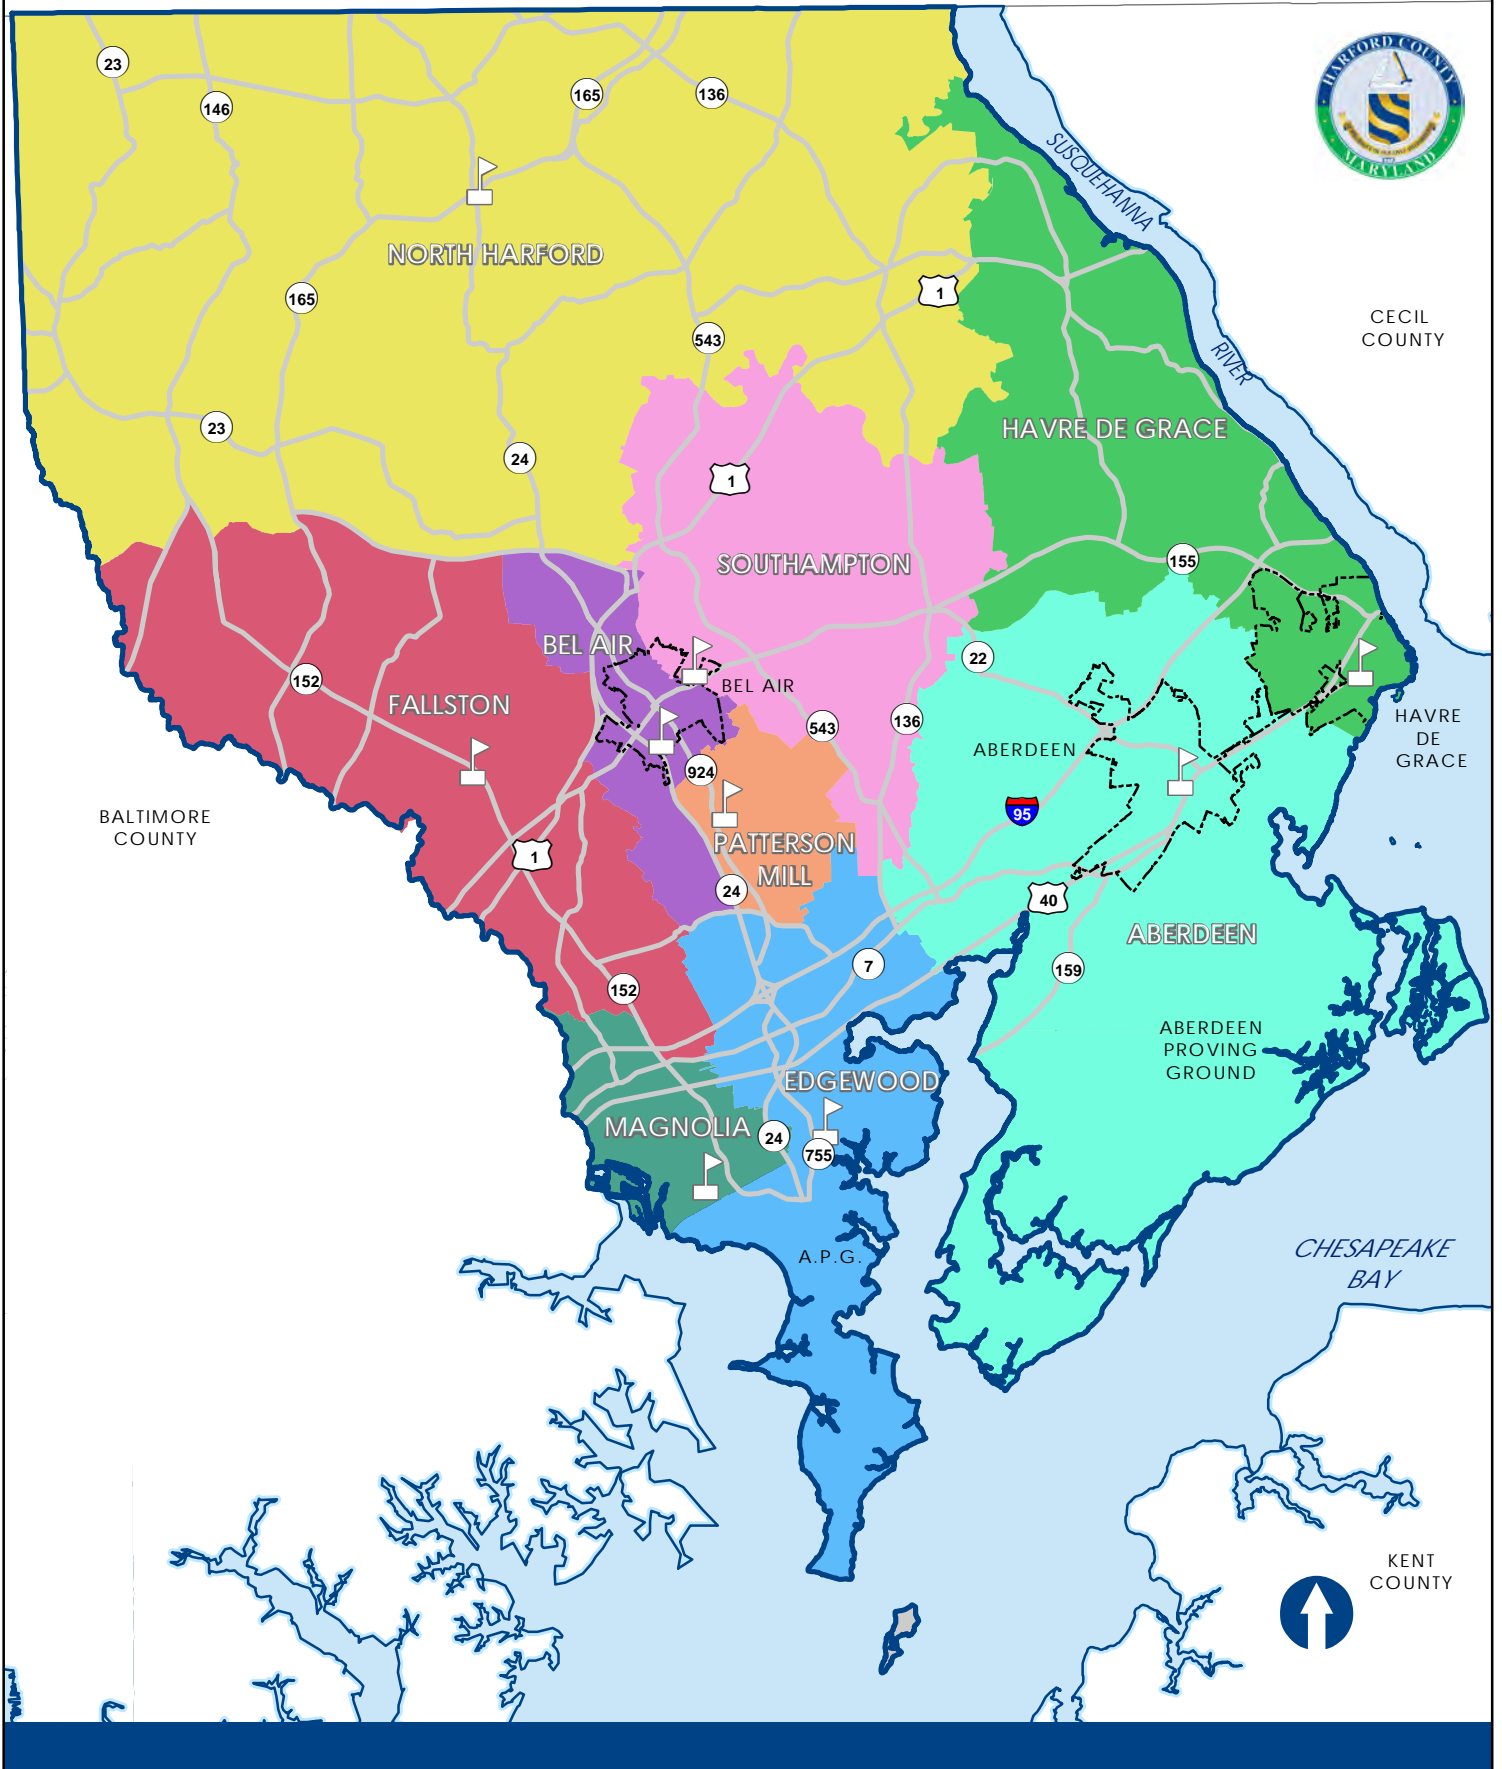 HARFORD COUNTY
MARYLAND
23
146
165
136
SUSQUEHANNA
RIVER
NORTH HARFORD
165
1
543
CECIL
COUNTY
23
24
1
HAVRE DE GRACE
SOUTHAMPTON
155
BEL AIR
22
152
FALLSTON
BEL AIR
543
136
ABERDEEN
HAVRE
DE
GRACE
924
95
BALTIMORE
COUNTY
1
PATTERSON
MILL
24
40
ABERDEEN
7
159
152
ABERDEEN
PROVING
GROUND
EDGEWOOD
MAGNOLIA
24
755
A.P.G.
CHESAPEAKE
BAY
KENT
COUNTY